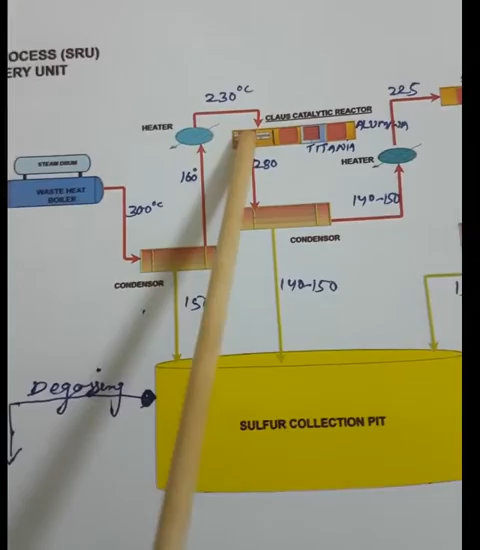 OCESS (SRU)
ERY UNIT
230°C
225
CLAUS CATALYTIC REACTOR
HEATER
ALUMINA
TITANIA
HEATER
STEAM DRUM
WASTE HEAT
BOILER
160°
280
300°C
140-150
CONDENSOR
CONDENSOR
140-150
15
Degassing
SULFUR COLLECTION PIT